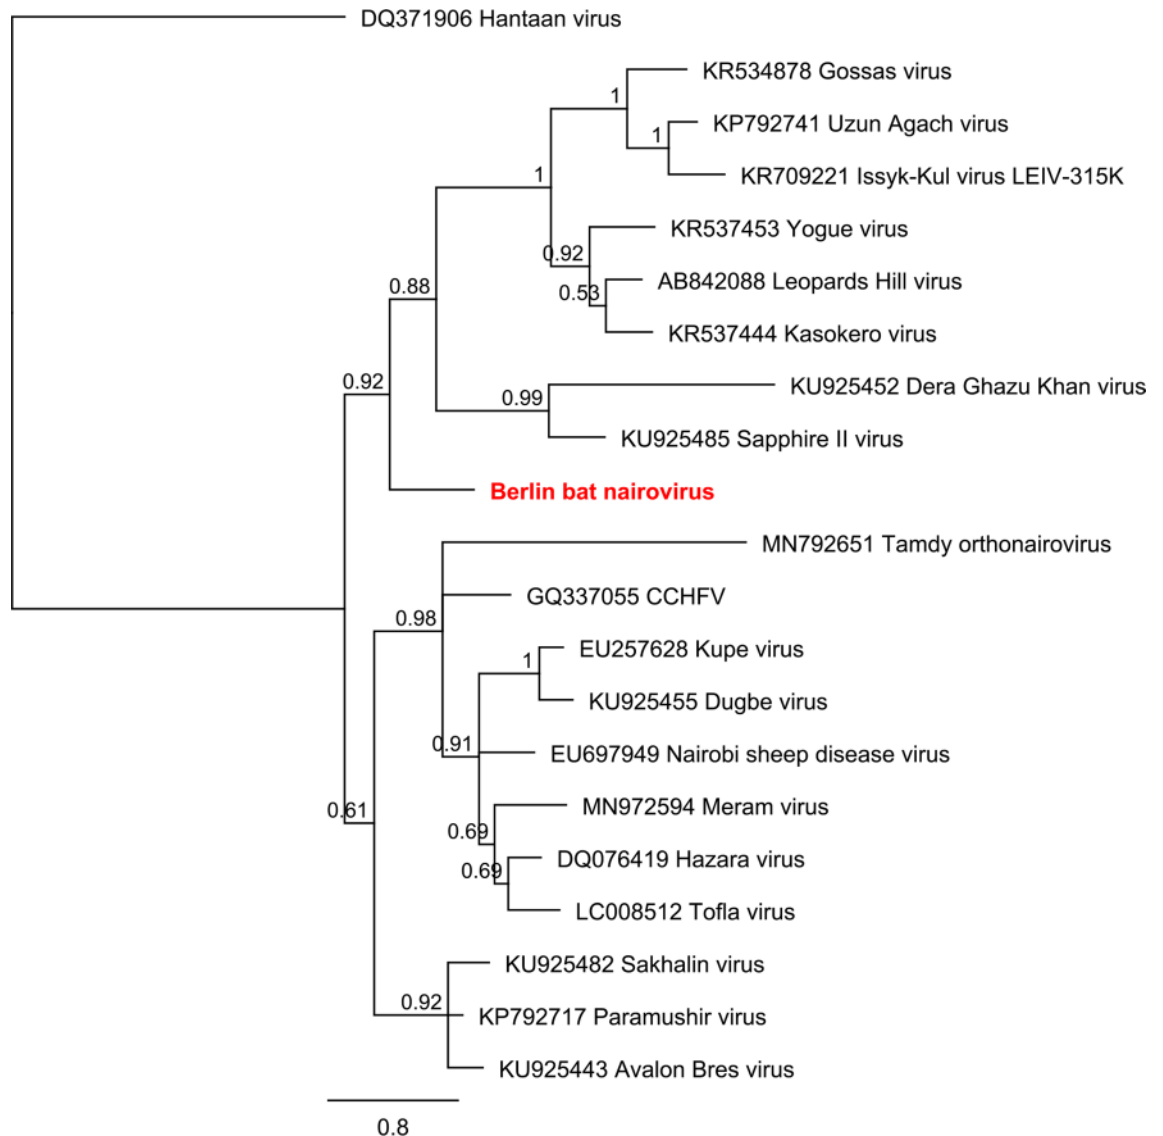 DQ371906 Hantaan virus
KR534878 Gossas virus
1
KP792741 Uzun Agach virus
1
KR709221 Issyk-Kul virus LEIV-315K
1
KR537453 Yogue virus
0.92
AB842088 Leopards Hill virus
0.88
0.53
KR537444 Kasokero virus
0.92
KU925452 Dera Ghazu Khan virus
0.99
KU925485 Sapphire II virus
Berlin bat nairovirus
MN792651 Tamdy orthonairovirus
GQ337055 CCHFV
0.98
EU257628 Kupe virus
1
KU925455 Dugbe virus
0.91
EU697949 Nairobi sheep disease virus
0.61
MN972594 Meram virus
0.69
DQ076419 Hazara virus
0.69
LC008512 Tofla virus
KU925482 Sakhalin virus
0.92
KP792717 Paramushir virus
KU925443 Avalon Bres virus
0.8